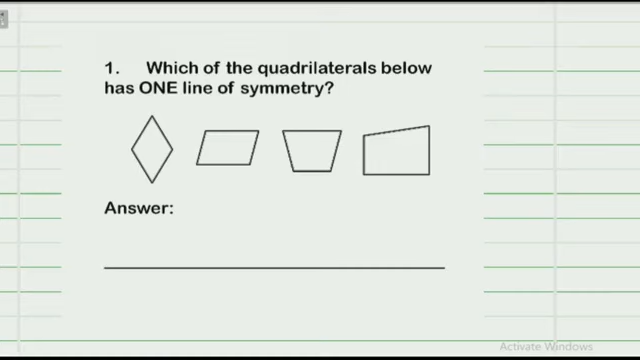 1. Which of the quadrilaterals below
has ONE line of symmetry?
Answer:
Activate Windows